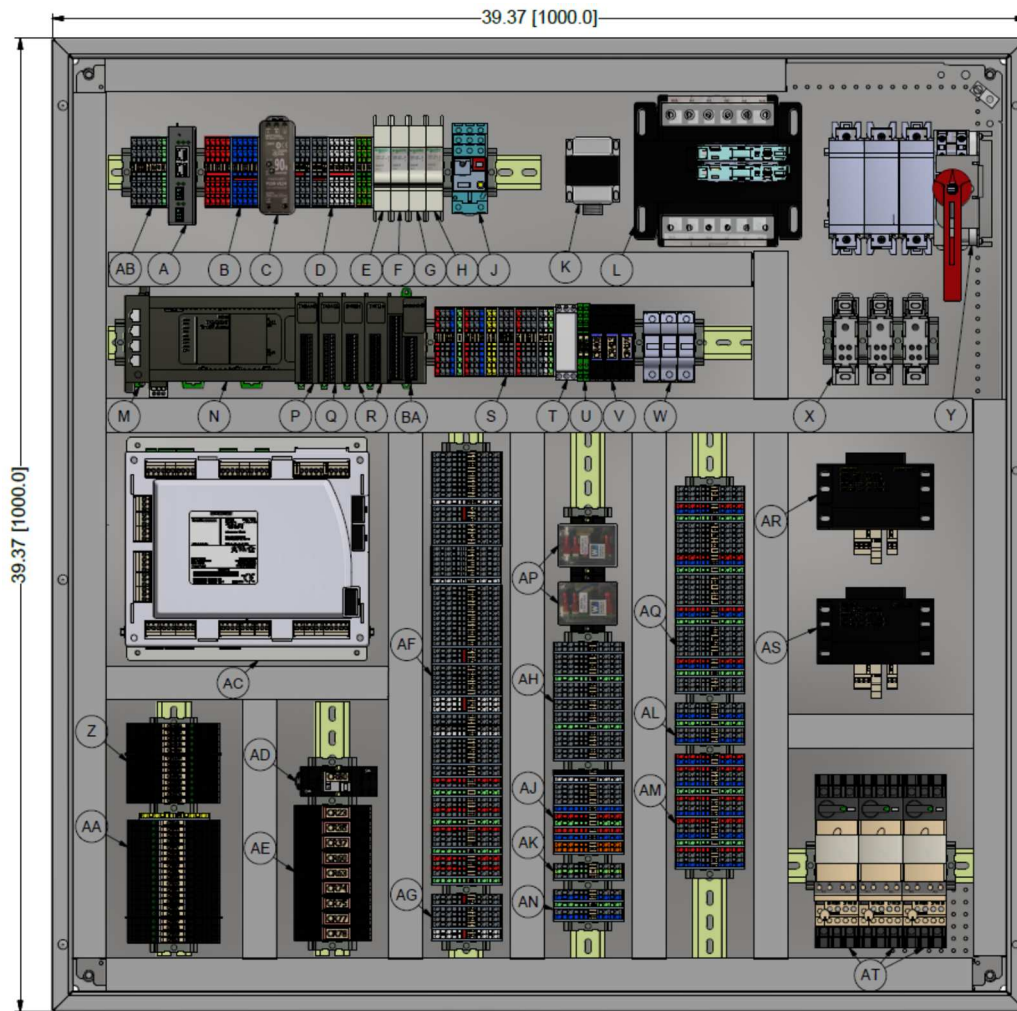 39.37 [1000.0]
39.37 [1000.0]
AB A B C D E F G H J K L
M N P Q R BA S T U V W X Y
AR
AP
AQ
AS
AF
AH
AC
AL
Z
AD
AJ
AM
AA
AE
AK
AG
AN
AT